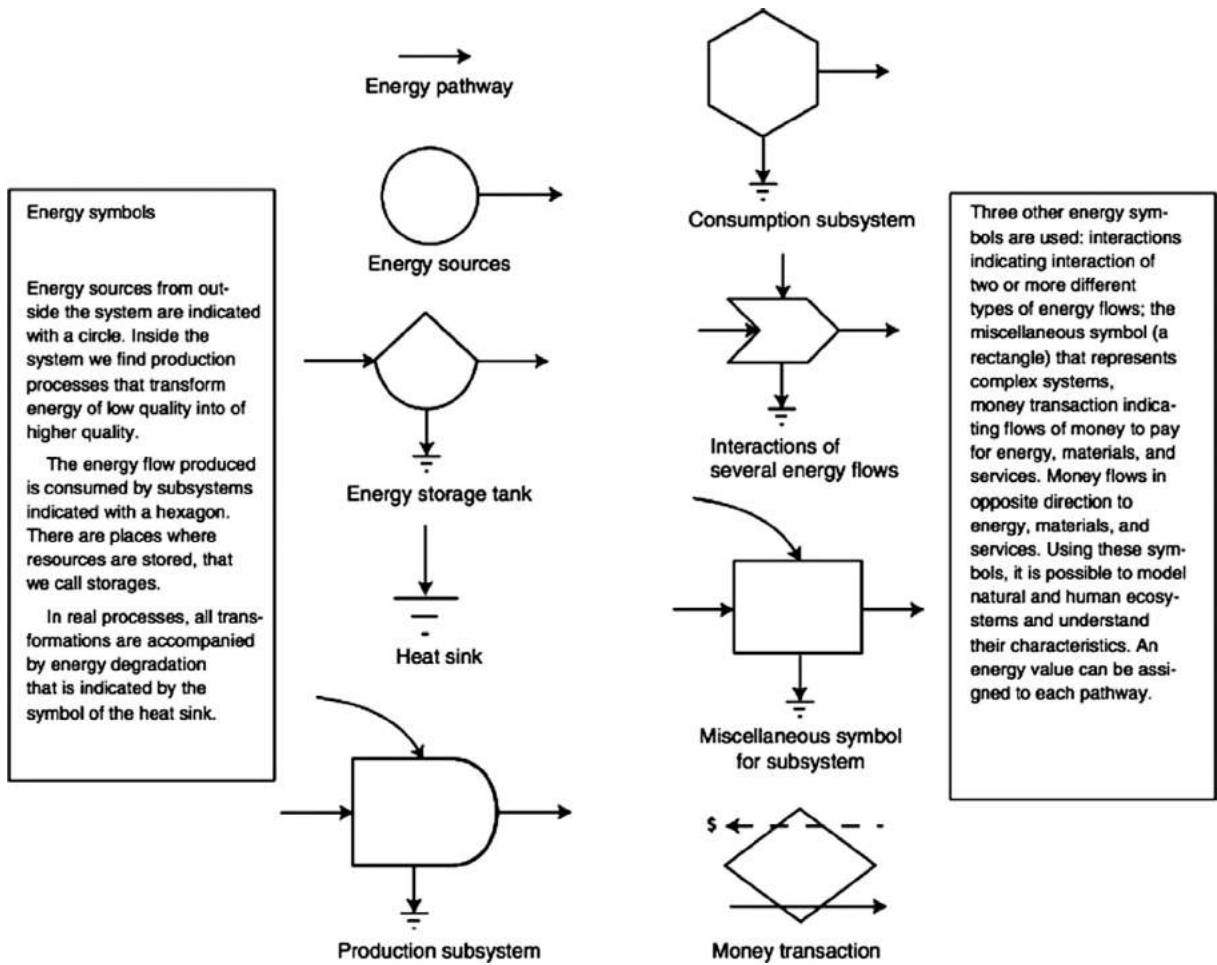 Energy symbols
Energy sources from out-
side the system are indicated
with a circle. Inside the
system we find production
processes that transform
energy of low quality into of
higher quality.
The energy flow produced
is consumed by subsystems
indicated with a hexagon.
There are places where
resources are stored, that
we call storages.
In real processes, all trans-
formations are accompanied
by energy degradation
that is indicated by the
symbol of the heat sink.
Energy pathway
Energy sources
Energy storage tank
Heat sink
Production subsystem
Consumption subsystem
Interactions of
several energy flows
Miscellaneous symbol
for subsystem
$
Money transaction
Three other energy sym-
bols are used: interactions
indicating interaction of
two or more different
types of energy flows; the
miscellaneous symbol (a
rectangle) that represents
complex systems,
money transaction indica-
ting flows of money to pay
for energy, materials, and
services. Money flows in
opposite direction to
energy, materials, and
services. Using these sym-
bols, it is possible to model
natural and human ecosy-
stems and understand
their characteristics. An
energy value can be assi-
gned to each pathway.